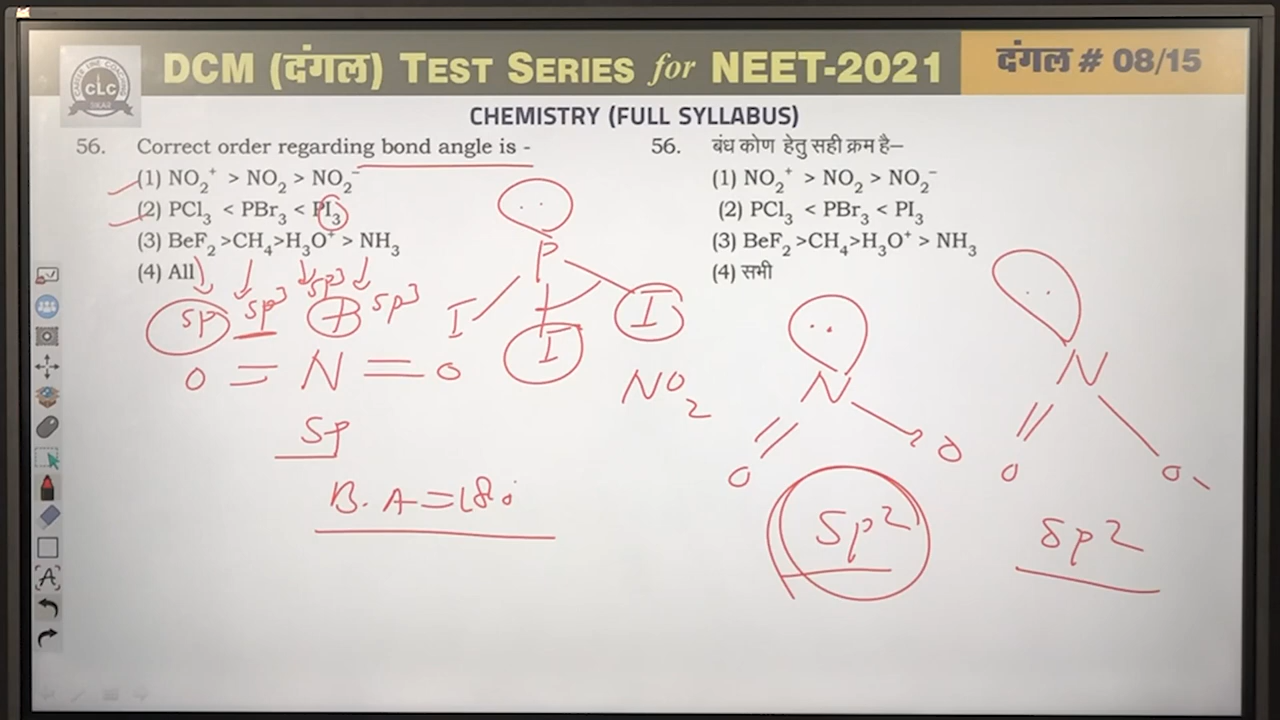 DCM (दंगल) TEST SERIES for NEET-2021
दंगल # 08/15
CLC
CHEMISTRY (FULL SYLLABUS)
56. Correct order regarding bond angle is -
(1) NO₂⁺ > NO₂ > NO₂⁻
(2) PCl₃ < PBr₃ < PI₃
(3) BeF₂ >CH₄>H₃O⁺ > NH₃
(4) All
56. बंध कोण हेतु सही क्रम है–
(1) NO₂⁺ > NO₂ > NO₂⁻
(2) PCl₃ < PBr₃ < PI₃
(3) BeF₂ >CH₄>H₃O⁺ > NH₃
(4) सभी
sp sp³ sp³ sp³
+
P
I I I
O = N = O
sp
B. A = 180
NO₂
N
O O
sp²
N
O O-
sp²
A